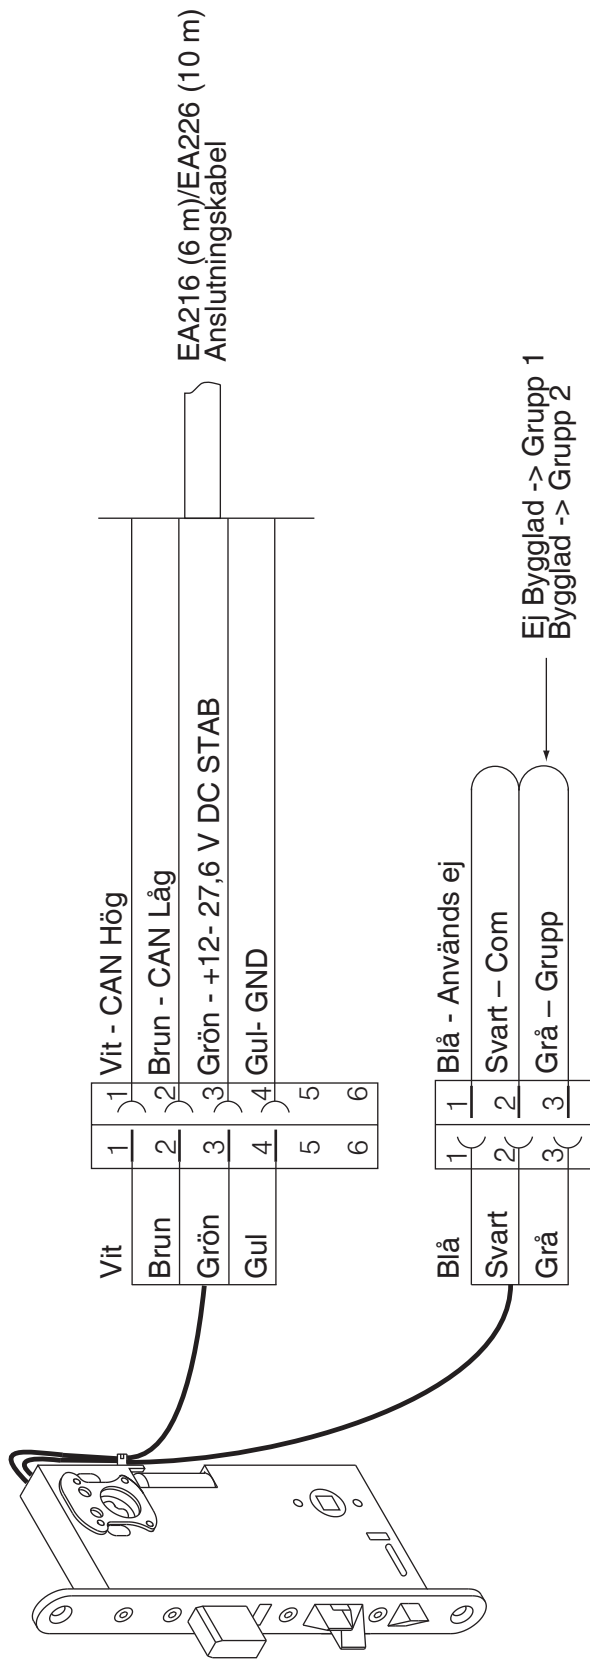 Vit
Brun
Grön
Gul
1
2
3
4
5
6
1
2
3
4
5
6
Vit - CAN Hög
Brun - CAN Låg
Grön - +12- 27,6 V DC STAB
Gul- GND
EA216 (6 m)/EA226 (10 m)
Anslutningskabel
Blå
Svart
Grå
1
2
3
1
2
3
Blå - Används ej
Svart – Com
Grå – Grupp
Ej Bygglad -> Grupp 1
Bygglad -> Grupp 2